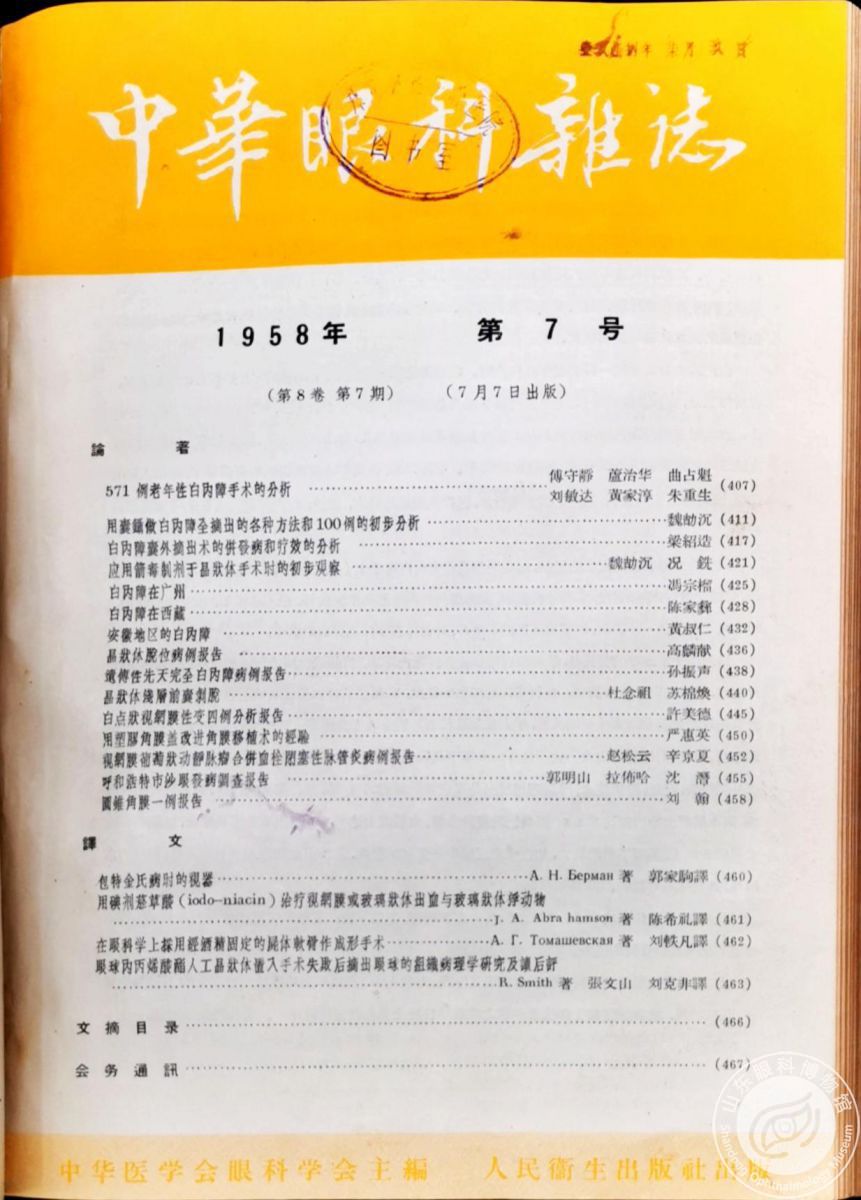 中華眼科雜誌
图书室
1958年 第7号
(第8卷 第7期) (7月7日出版)
論著
571例老年性白內障手术的分析 傅守靜 蘆治华 曲占魁 刘敏达 黃家淳 朱重生 (407)
用囊鑷做白內障全摘出的各种方法和100例的初步分析 魏劼沉 (411)
白內障囊外摘出术的併發病和疗效的分析 梁紹造 (417)
应用箭毒制剂于晶狀体手术时的初步观察 魏劼沉 况銑 (421)
白內障在广州 馮宗榴 (425)
白內障在西藏 陈家彝 (428)
安徽地区的白內障 黃叔仁 (432)
晶狀体脫位病例报告 高麟献 (436)
遺傳性先天完全白內障病例报告 孙振声 (438)
晶狀体淺層前囊剝脫 杜念祖 苏棉煥 (440)
白点狀視網膜性变四例分析报告 許美德 (445)
用塑膠角膜盖改进角膜移植术的經驗 严惠英 (450)
視網膜葡萄狀动靜脉瘤合併血栓閉塞性脉管炎病例报告 赵松云 辛京夏 (452)
呼和浩特市沙眼發病調查报告 郭明山 拉佈哈 沈潛 (455)
圓錐角膜一例报告 刘翰 (458)
譯文
包特金氏病时的視器 А. Н. Берман 著 郭家駒譯 (460)
用碘剂菸草酸(iodo-niacin)治疗視網膜或玻璃狀体出血与玻璃狀体浮动物
J. A. Abra hamson 著 陈希礼譯 (461)
在眼科学上採用經酒精固定的屍体軟骨作成形手术 А. Г. Томашевская 著 刘軼凡譯 (462)
眼球內丙烯酸酯人工晶狀体置入手术失敗后摘出眼球的組織病理学研究及讀后評
R. Smith 著 張文山 刘克非譯 (463)
文摘目录 (466)
会务通訊 (467)
中华医学会眼科学会主編 人民衞生出版社出版
山东眼科博物馆
Shandong Ophthalmology Museum